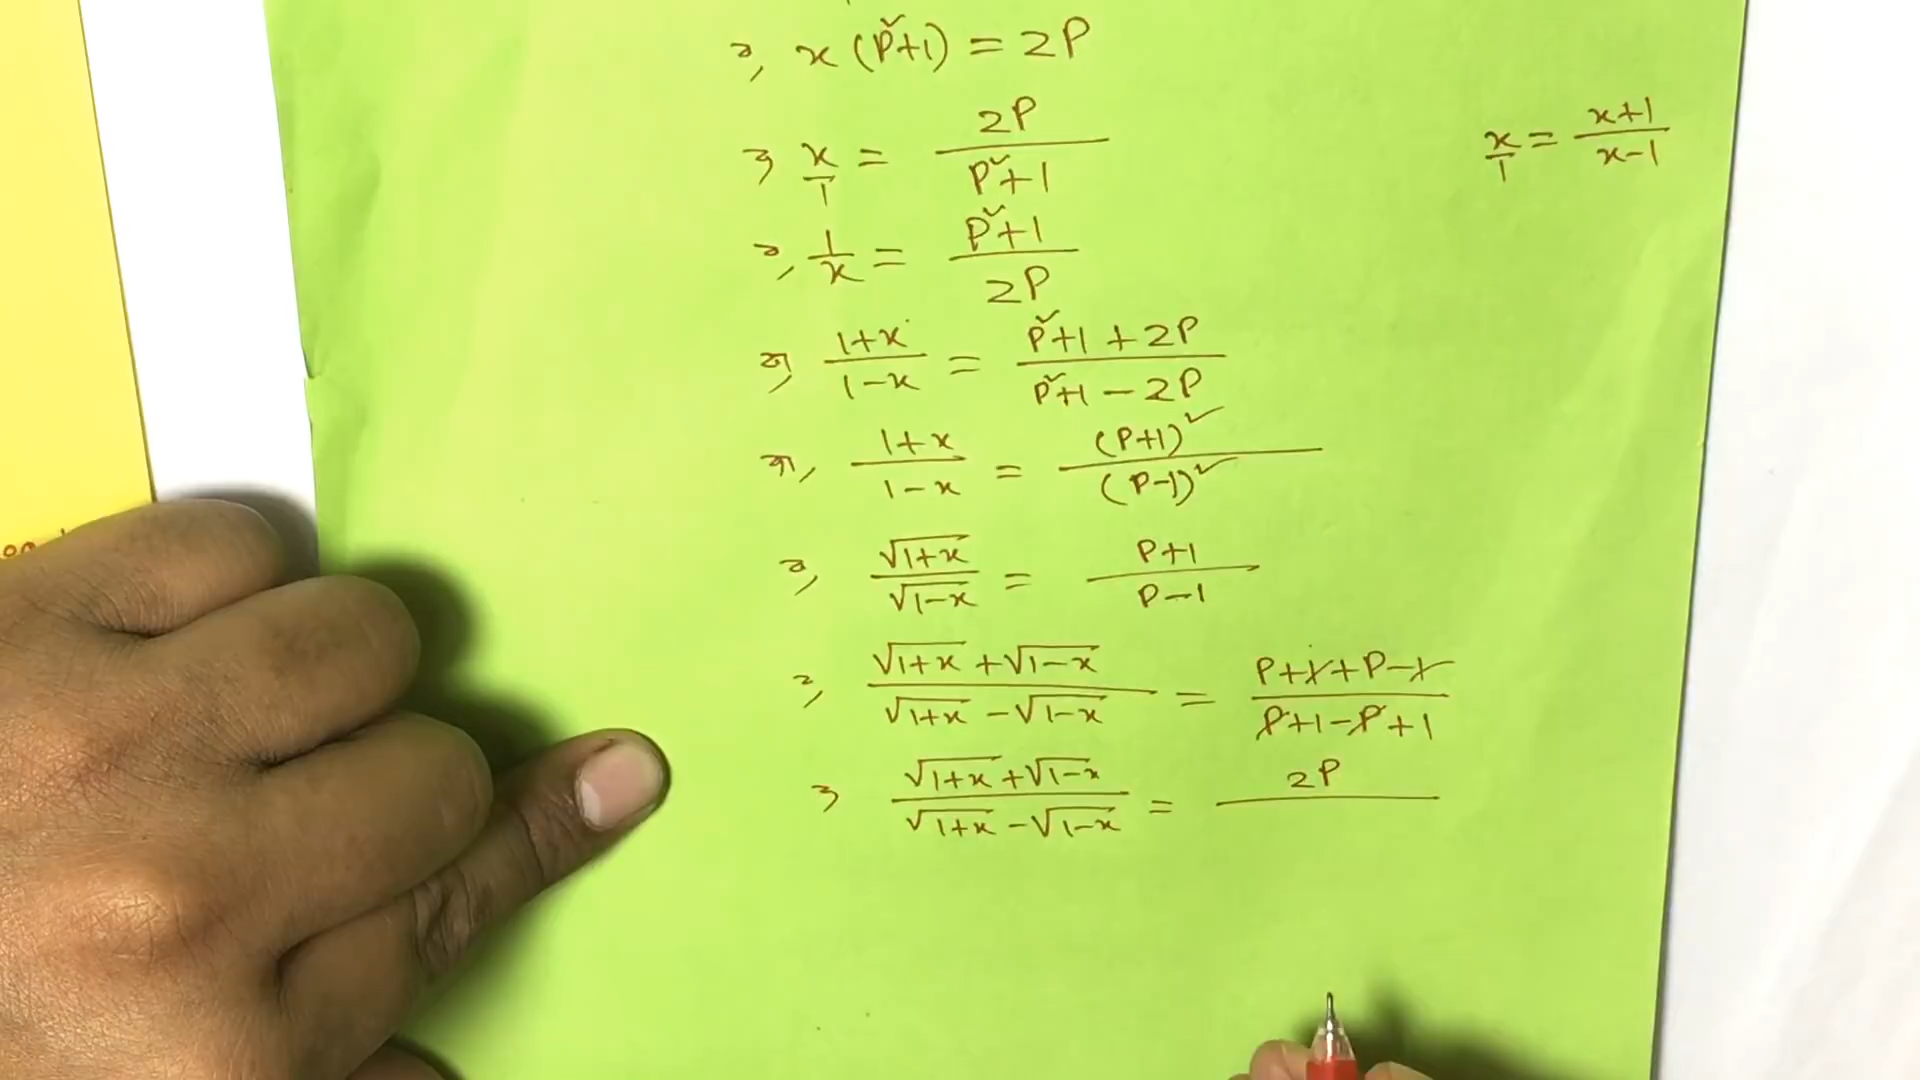 বা, x (p²+1) = 2P
বা x/1 = 2P / p²+1
x/1 = x+1 / x-1
বা, 1/x = p²+1 / 2P
বা, 1+x / 1-x = p²+1+2P / p²+1-2P
বা, 1+x / 1-x = (P+1)² / (P-1)²
বা, √1+x / √1-x = P+1 / P-1
বা, √1+x + √1-x / √1+x - √1-x = P+1+P-1 / P+1-P+1
বা √1+x + √1-x / √1+x - √1-x = 2P